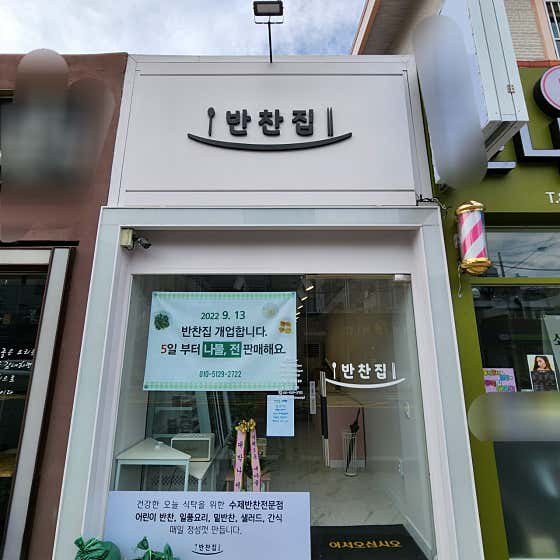 반찬집
2022 9. 13
반찬집 개업합니다.
5일 부터 나물, 전 판매해요.
010-5129-2722
반찬집
건강한 오늘 식탁을 위한 수제반찬전문점
어린이 반찬, 일품요리, 밑반찬, 샐러드, 간식
매일 정성껏 만듭니다.
반찬집
어서오십시오